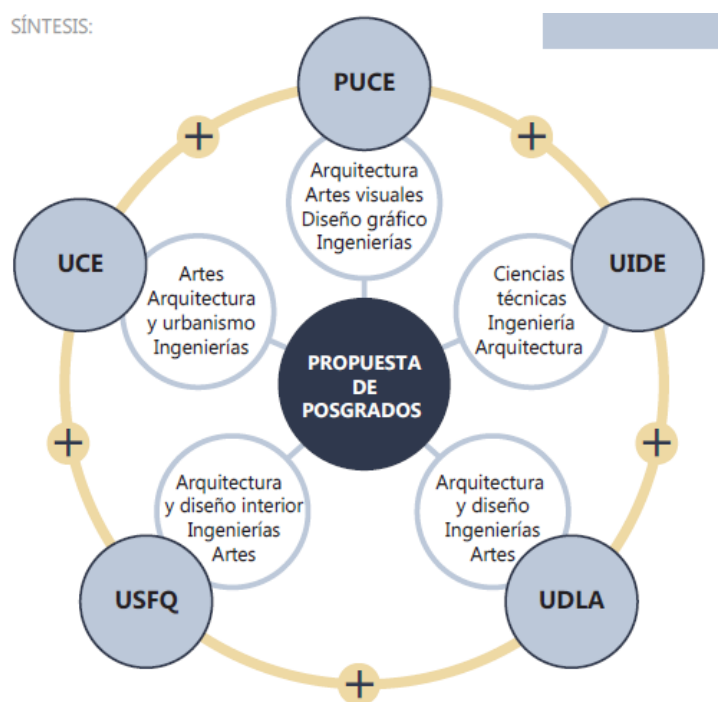 SÍNTESIS:
PUCE
+
+
Arquitectura
Artes visuales
Diseño gráfico
Ingenierías
UCE
UIDE
Artes
Arquitectura
y urbanismo
Ingenierías
Ciencias
técnicas
Ingeniería
Arquitectura
PROPUESTA
DE
POSGRADOS
+
+
Arquitectura
y diseño interior
Ingenierías
Artes
Arquitectura
y diseño
Ingenierías
Artes
USFQ
UDLA
+